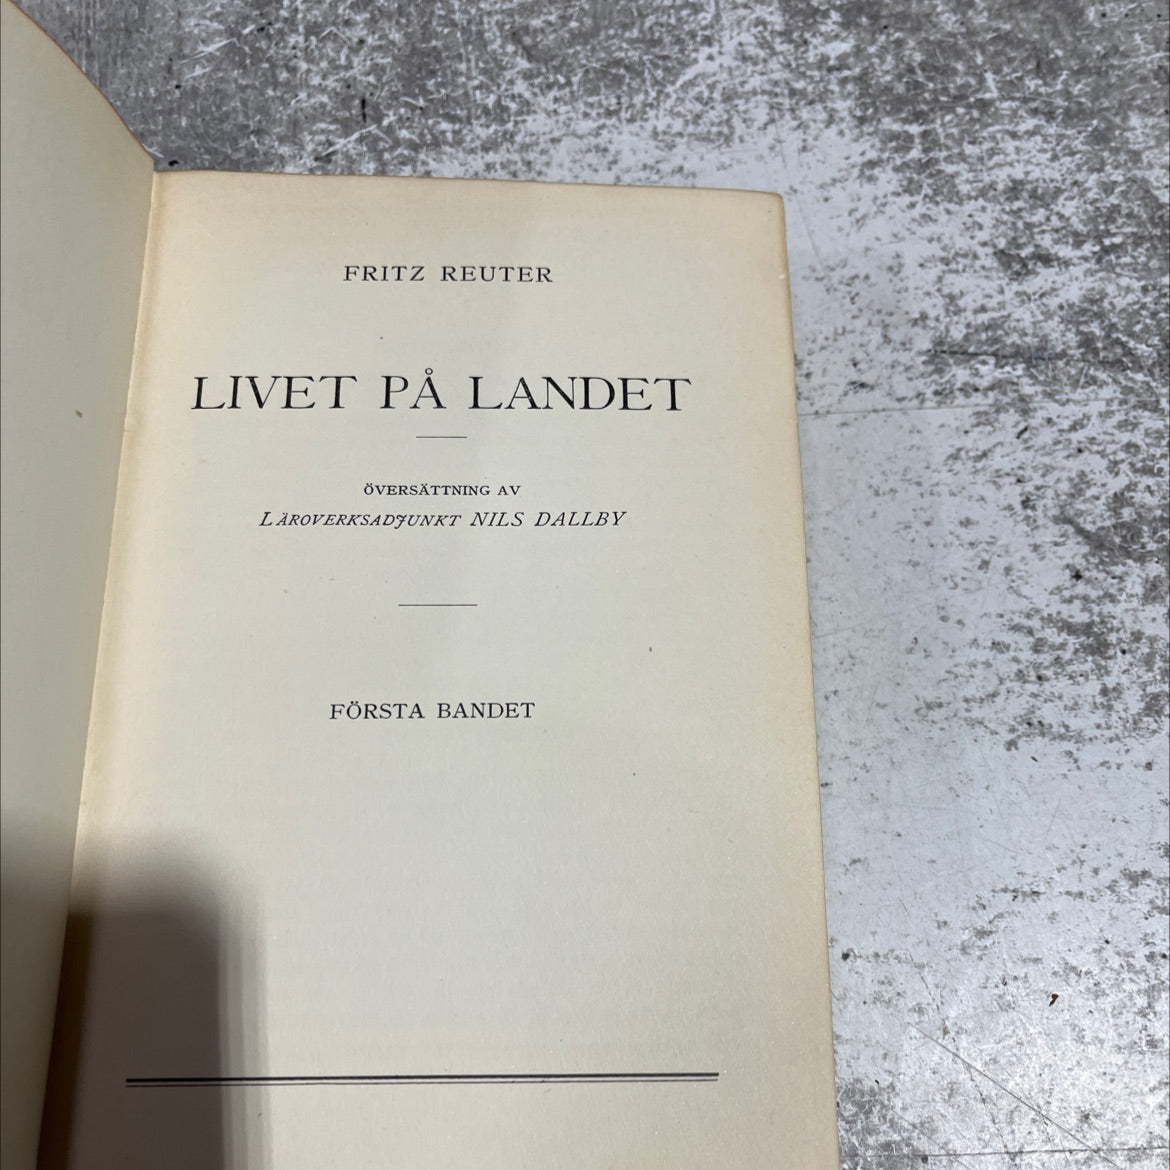 FRITZ REUTER
LIVET PÅ LANDET
ÖVERSÄTTNING AV
LÄROVERKSADJUNKT NILS DALLBY
FÖRSTA BANDET